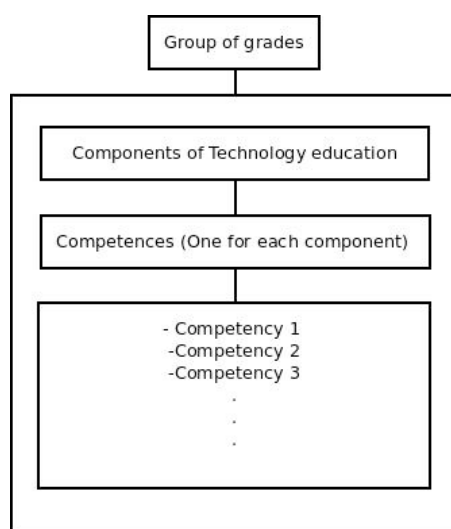 Group of grades
Components of Technology education
Competences (One for each component)
- Competency 1
-Competency 2
-Competency 3
.
.
.